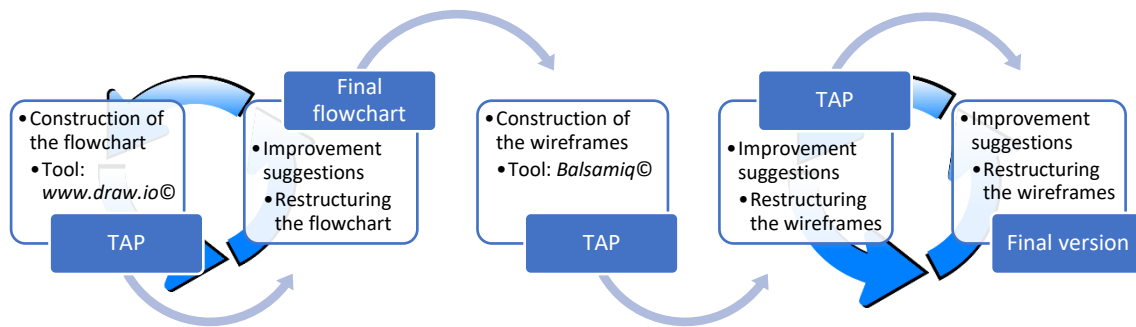 • Construction of
the flowchart
• Tool:
www.draw.io©
TAP
Final
flowchart
• Improvement
suggestions
• Restructuring
the flowchart
• Construction of
the wireframes
• Tool: Balsamiq©
TAP
TAP
• Improvement
suggestions
• Restructuring
the wireframes
• Improvement
suggestions
• Restructuring
the wireframes
Final version